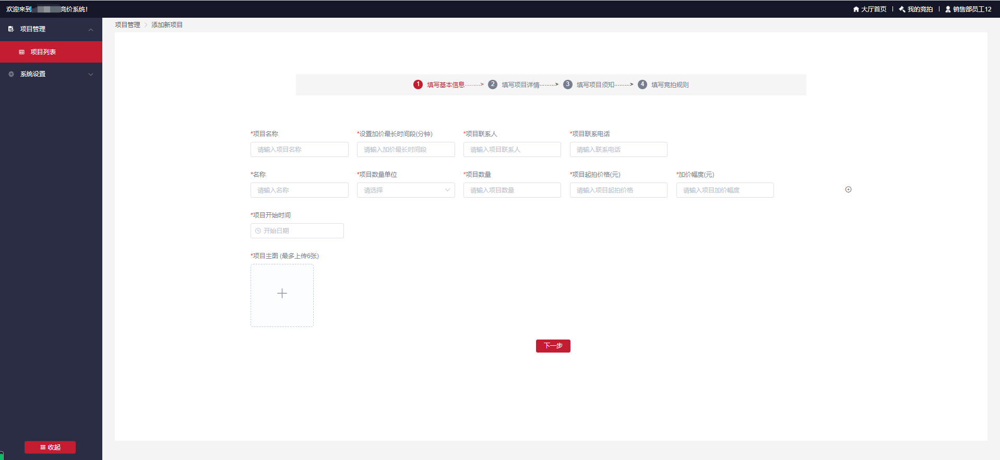 欢迎来到 竞价系统!
大厅首页 | 我的竞拍 | 销售部员工12
项目管理
项目列表
系统设置
收起
项目管理 > 添加新项目
1 填写基本信息·········> 2 填写项目详情·········> 3 填写项目须知·········> 4 填写竞拍规则
*项目名称 *设置加价最长时间段(分钟) *项目联系人 *项目联系电话
请输入项目名称 请输入加价最长时间段 请输入项目联系人 请输入联系电话
*名称 *项目数量单位 *项目数量 *项目起拍价格(元) *加价幅度(元)
请输入名称 请选择 请输入项目数量 请输入项目起拍价格 请输入项目加价幅度
*项目开始时间
开始日期
*项目主图 (最多上传6张)
下一步